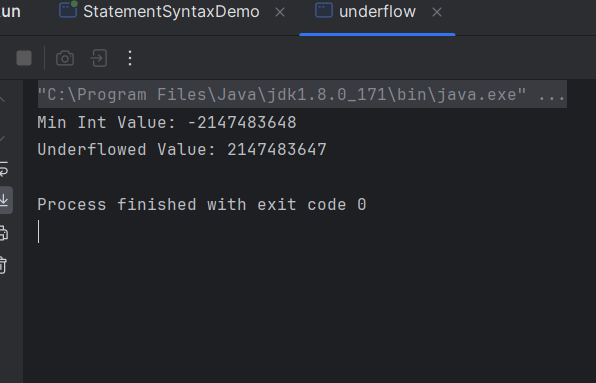 un StatementSyntaxDemo underflow
"C:\Program Files\Java\jdk1.8.0_171\bin\java.exe" ...
Min Int Value: -2147483648
Underflowed Value: 2147483647
Process finished with exit code 0